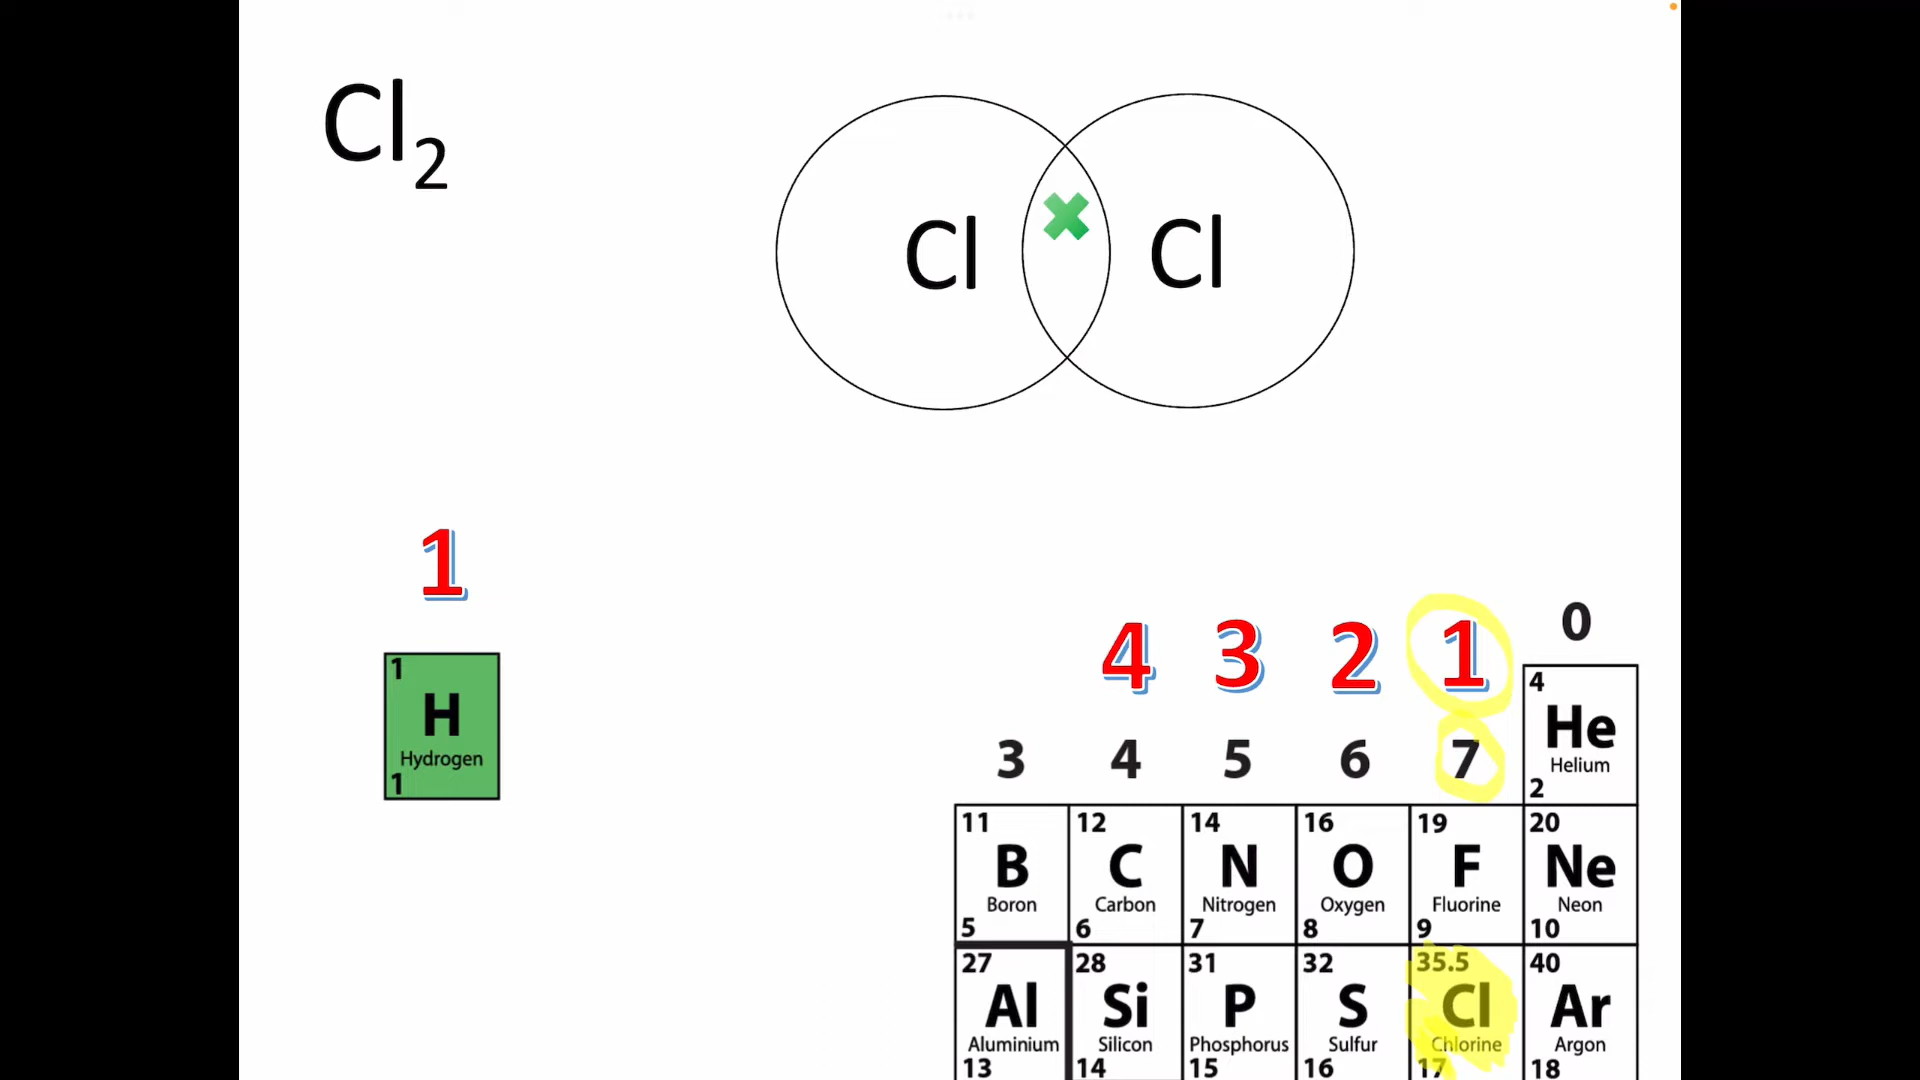 Cl2
Cl Cl
1
4 3 2 1 0
1
H
Hydrogen
1
3 4 5 6 7
4
He
Helium
2
11 12 14 16 19 20
B C N O F Ne
Boron Carbon Nitrogen Oxygen Fluorine Neon
5 6 7 8 9 10
27 28 31 32 35.5 40
Al Si P S Cl Ar
Aluminium Silicon Phosphorus Sulfur Chlorine Argon
13 14 15 16 17 18